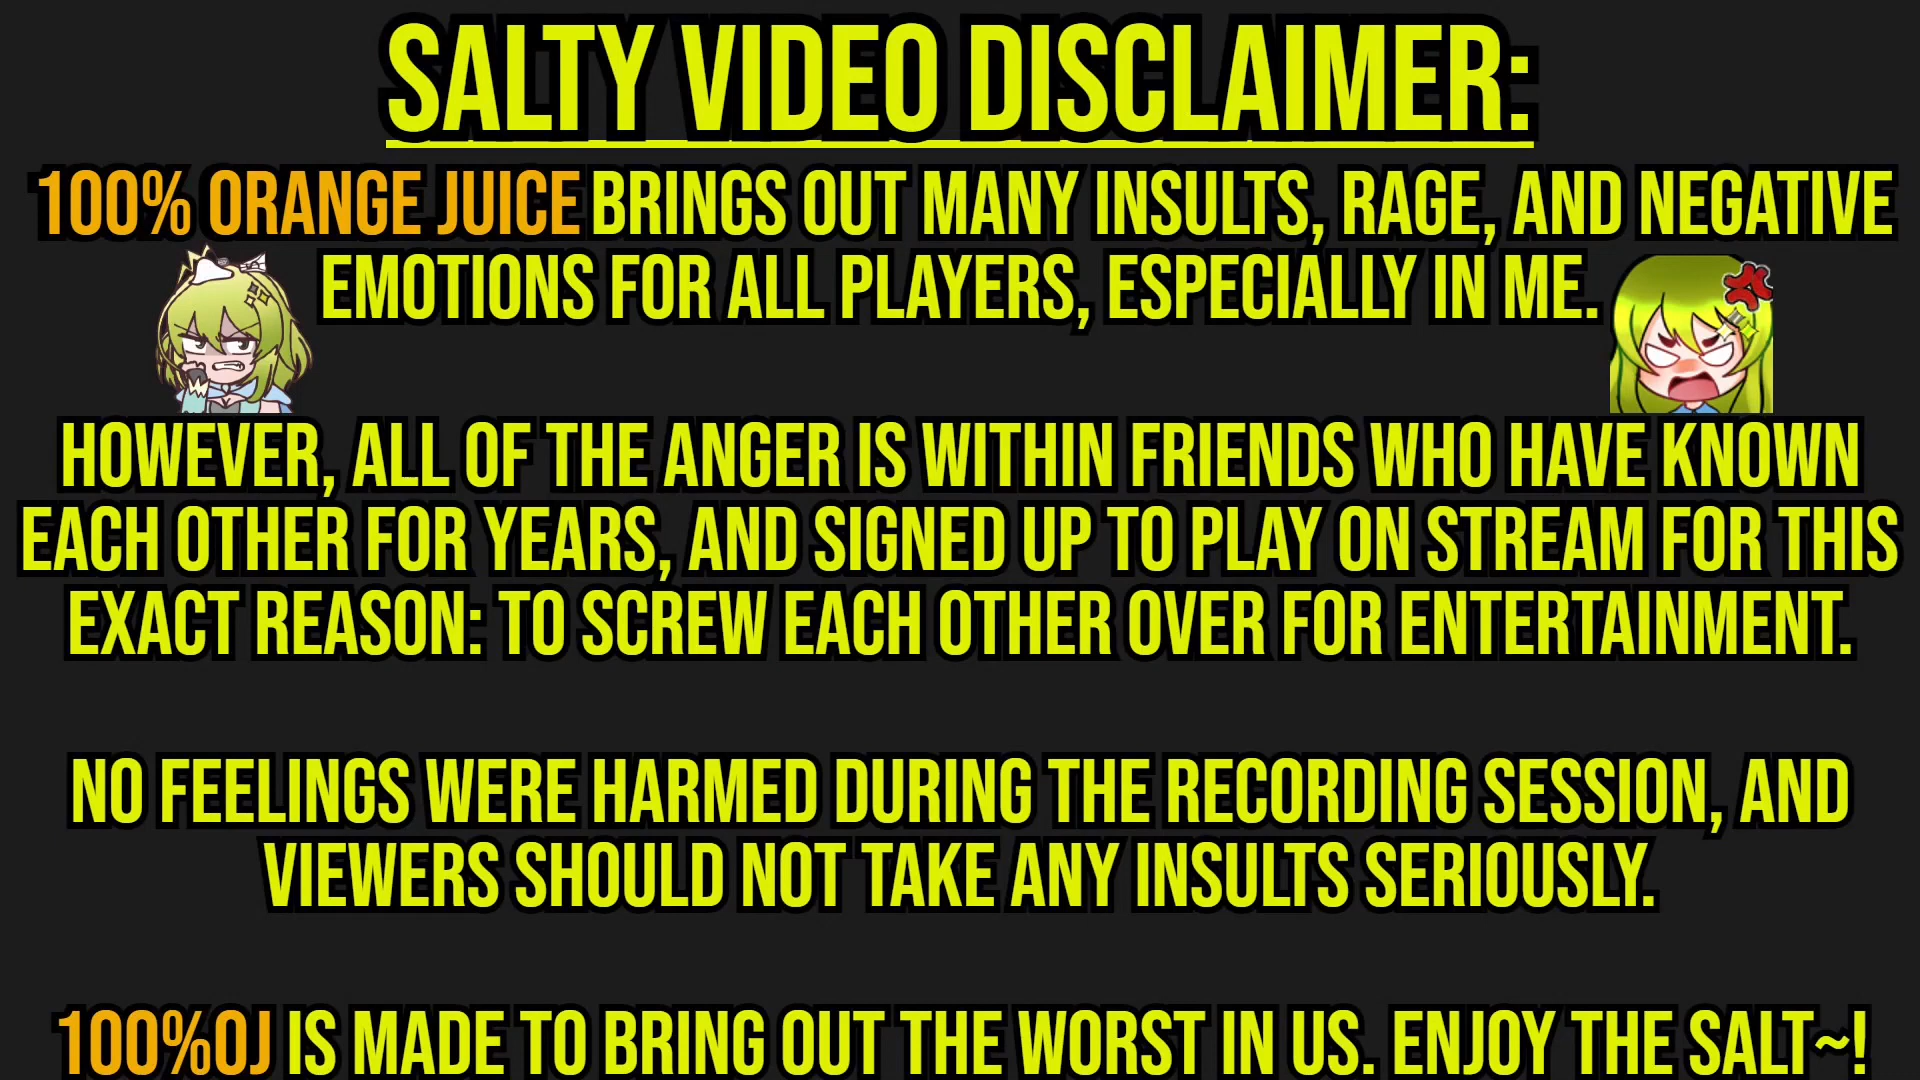 SALTY VIDEO DISCLAIMER:
100% ORANGE JUICE BRINGS OUT MANY INSULTS, RAGE, AND NEGATIVE
EMOTIONS FOR ALL PLAYERS, ESPECIALLY IN ME.
HOWEVER, ALL OF THE ANGER IS WITHIN FRIENDS WHO HAVE KNOWN
EACH OTHER FOR YEARS, AND SIGNED UP TO PLAY ON STREAM FOR THIS
EXACT REASON: TO SCREW EACH OTHER OVER FOR ENTERTAINMENT.
NO FEELINGS WERE HARMED DURING THE RECORDING SESSION, AND
VIEWERS SHOULD NOT TAKE ANY INSULTS SERIOUSLY.
100%OJ IS MADE TO BRING OUT THE WORST IN US. ENJOY THE SALT~!